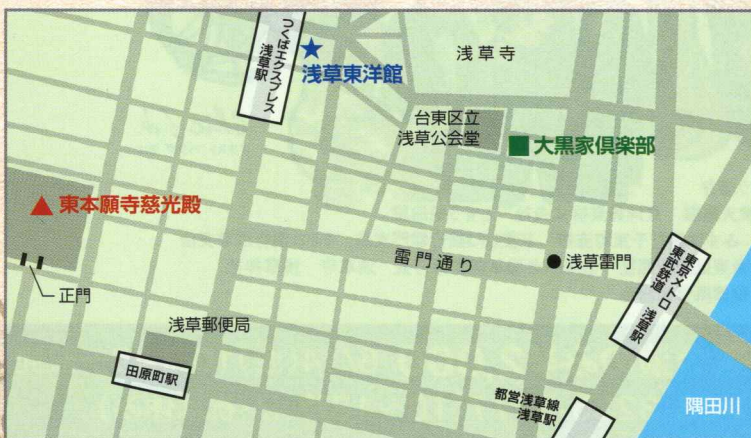 つくばエクスプレス
浅草駅
★
浅草東洋館
浅草寺
台東区立
浅草公会堂
■ 大黒家倶楽部
▲ 東本願寺慈光殿
正門
雷門通り
● 浅草雷門
東京メトロ
東武鉄道 浅草駅
浅草郵便局
田原町駅
都営浅草線
浅草駅
隅田川